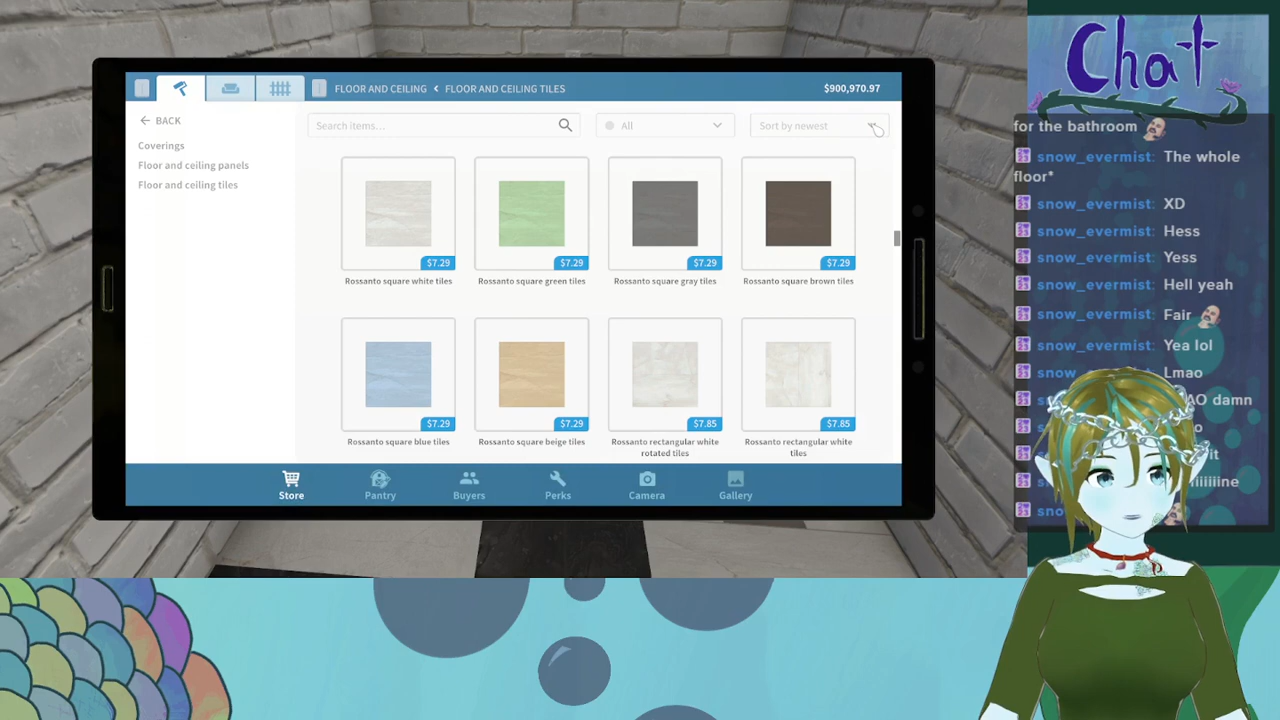 FLOOR AND CEILING < FLOOR AND CEILING TILES
$900,970.97
BACK
Coverings
Floor and ceiling panels
Floor and ceiling tiles
Search items...
All
Sort by newest
$7.29
$7.29
$7.29
$7.29
Rossanto square white tiles
Rossanto square green tiles
Rossanto square gray tiles
Rossanto square brown tiles
$7.29
$7.29
$7.85
$7.85
Rossanto square blue tiles
Rossanto square beige tiles
Rossanto rectangular white
rotated tiles
Rossanto rectangular white
tiles
Store
Pantry
Buyers
Perks
Camera
Gallery
Chat
for the bathroom
snow_evermist: The whole
floor*
snow_evermist: XD
snow_evermist: Hess
snow_evermist: Yess
snow_evermist: Hell yeah
snow_evermist: Fair
snow_evermist: Yea lol
snow_evermist: Lmao
damn